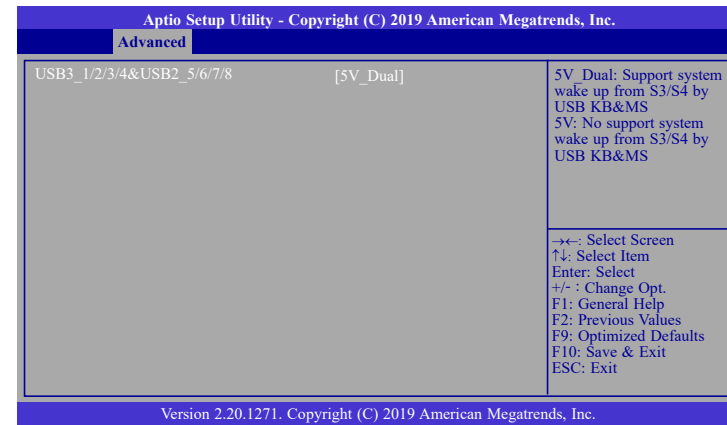 Aptio Setup Utility - Copyright (C) 2019 American Megatrends, Inc.
Advanced
USB3_1/2/3/4&USB2_5/6/7/8 [5V_Dual]
5V_Dual: Support system
wake up from S3/S4 by
USB KB&MS
5V: No support system
wake up from S3/S4 by
USB KB&MS
→←: Select Screen
↑↓: Select Item
Enter: Select
+/- : Change Opt.
F1: General Help
F2: Previous Values
F9: Optimized Defaults
F10: Save & Exit
ESC: Exit
Version 2.20.1271. Copyright (C) 2019 American Megatrends, Inc.